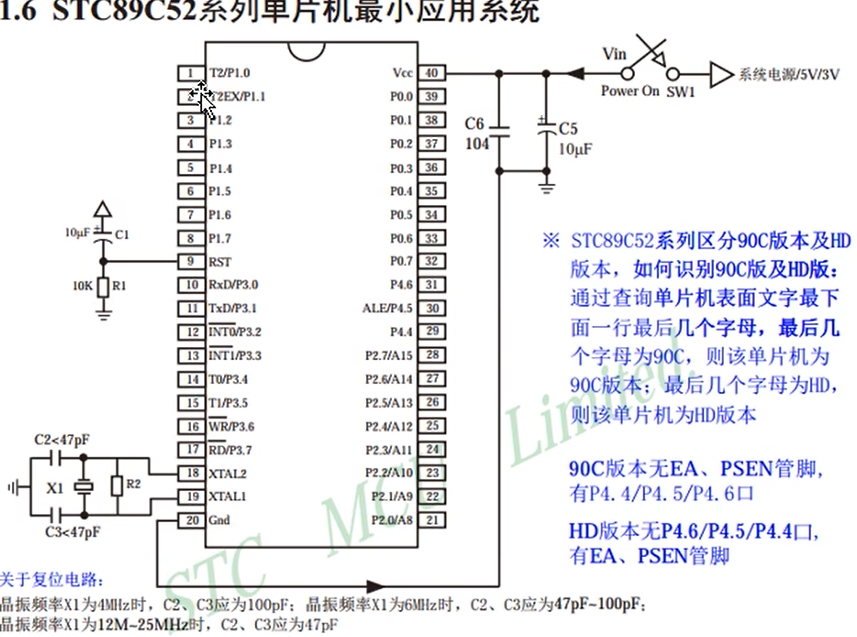 1.6 STC89C52系列单片机最小应用系统
1 T2/P1.0
2 T2EX/P1.1
3 P1.2
4 P1.3
5 P1.4
6 P1.5
7 P1.6
8 P1.7
9 RST
10 RxD/P3.0
11 TxD/P3.1
12 INT0/P3.2
13 INT1/P3.3
14 T0/P3.4
15 T1/P3.5
16 WR/P3.6
17 RD/P3.7
18 XTAL2
19 XTAL1
20 Gnd
Vcc 40
P0.0 39
P0.1 38
P0.2 37
P0.3 36
P0.4 35
P0.5 34
P0.6 33
P0.7 32
P4.6 31
ALE/P4.5 30
P4.4 29
P2.7/A15 28
P2.6/A14 27
P2.5/A13 26
P2.4/A12 25
P2.3/A11 24
P2.2/A10 23
P2.1/A9 22
P2.0/A8 21
10μF + C1
10K R1
C2<47pF
X1 R2
C3<47pF
Vin
Power On SW1
系统电源/5V/3V
C6
104
+ C5
10μF
※ STC89C52系列区分90C版本及HD
版本，如何识别90C版及HD版:
通过查询单片机表面文字最下
面一行最后几个字母，最后几
个字母为90C，则该单片机为
90C版本；最后几个字母为HD，
则该单片机为HD版本
90C版本无EA、PSEN管脚，
有P4.4/P4.5/P4.6口
HD版本无P4.6/P4.5/P4.4口，
有EA、PSEN管脚
STC MCU Limited.
关于复位电路：
晶振频率X1为4MHz时，C2、C3应为100pF；晶振频率X1为6MHz时，C2、C3应为47pF~100pF；
晶振频率X1为12M~25MHz时，C2、C3应为47pF